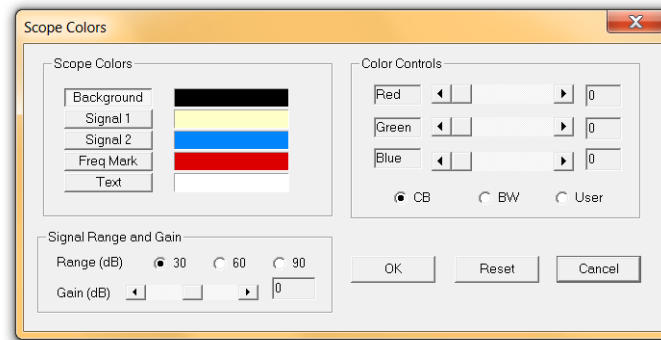 Scope Colors
Scope Colors
Background
Signal 1
Signal 2
Freq Mark
Text
Color Controls
Red 0
Green 0
Blue 0
CB BW User
Signal Range and Gain
Range (dB) 30 60 90
Gain (dB) 0
OK Reset Cancel